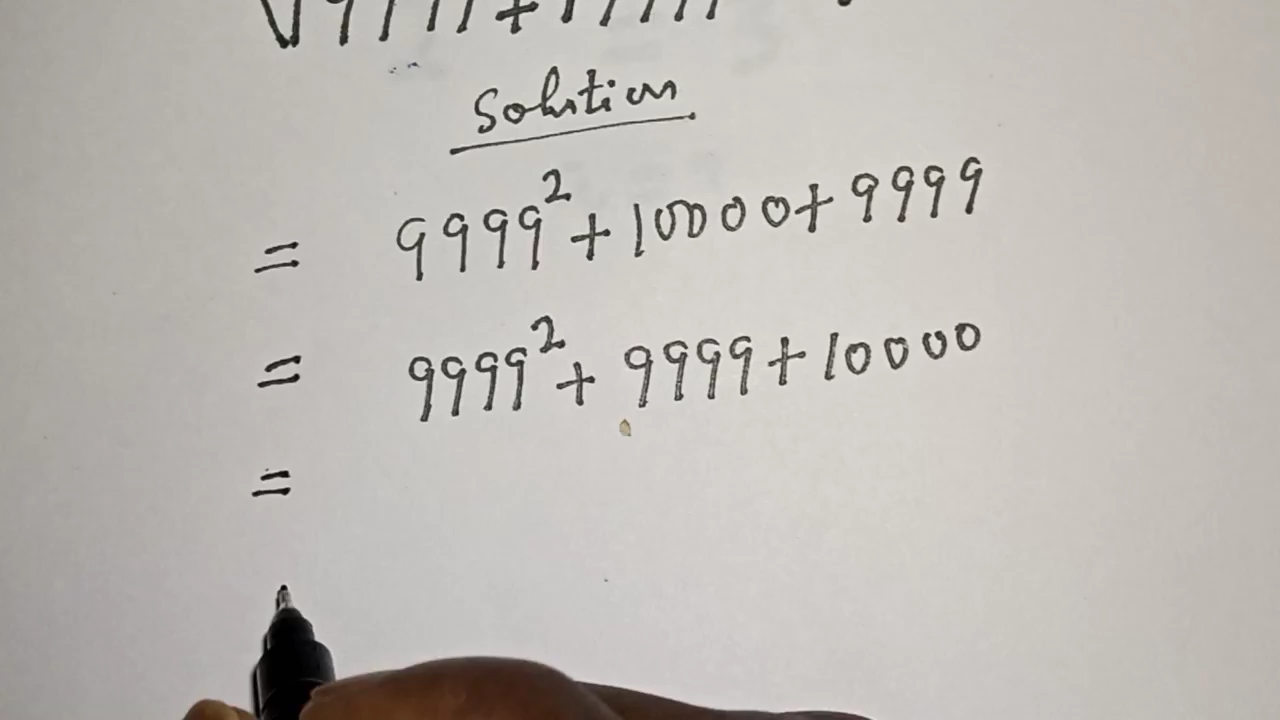 Solution
= 9999² + 10000 + 9999
= 9999² + 9999 + 10000
=